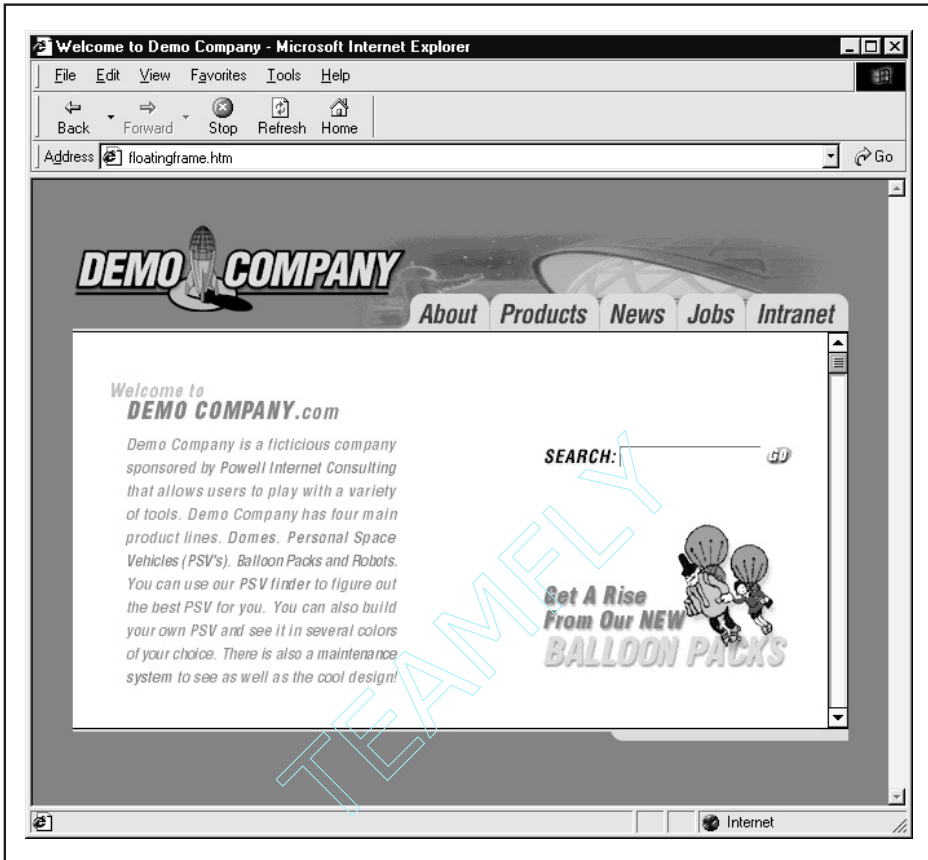 Welcome to Demo Company - Microsoft Internet Explorer
File Edit View Favorites Tools Help
Back Forward Stop Refresh Home
Address floatingframe.htm Go
DEMO COMPANY
About Products News Jobs Intranet
Welcome to
DEMO COMPANY.com
Demo Company is a ficticious company
sponsored by Powell Internet Consulting
that allows users to play with a variety
of tools. Demo Company has four main
product lines. Domes. Personal Space
Vehicles (PSV's). Balloon Packs and Robots.
You can use our PSV finder to figure out
the best PSV for you. You can also build
your own PSV and see it in several colors
of your choice. There is also a maintenance
system to see as well as the cool design!
SEARCH: GO
Get A Rise
From Our NEW
BALLOON PACKS
TEAMFLY
Internet